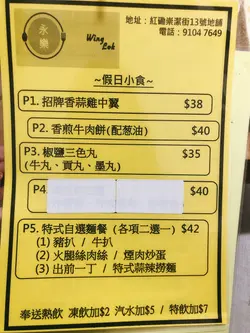 永樂
Wing Lok
地址：紅磡樂潔街13號地舖
電話：9104 7649
~假日小食~
P1. 招牌香蒜雞中翼 $38
P2. 香煎牛肉餅(配葱油) $40
P3. 椒鹽三色丸 $35
(牛丸、貢丸、墨丸)
P4 $40
P5. 特式自選麵餐 (各項二選一) $42
(1) 豬扒 / 牛扒
(2) 火腿絲肉絲 / 煙肉炒蛋
(3) 出前一丁 / 特式蒜辣撈麵
奉送熱飲 凍飲加$2 汽水加$5 / 特飲加$7